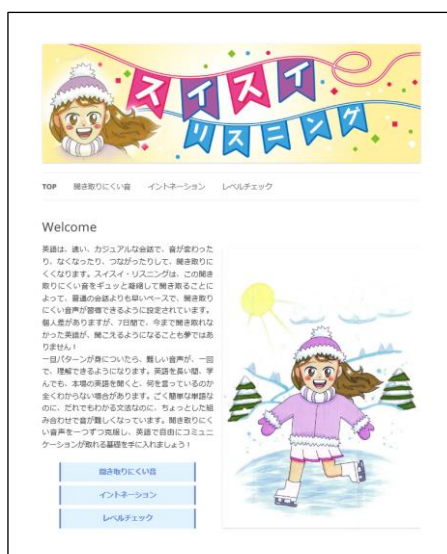 スイスイ
リスニング
TOP 聞き取りにくい音 イントネーション レベルチェック
Welcome
英語は、速い、カジュアルな会話で、音が変わった
り、なくなったり、つながったりして、聞き取りに
くくなります。スイスイ・リスニングは、この聞き
取りにくい音をギュッと凝縮して聞き取ることに
よって、普通の会話よりも早いペースで、聞き取り
にくい音声が習得できるように設定されています。
個人差がありますが、7日間で、今まで聞き取れな
かった英語が、聞こえるようになることも夢ではあ
りません!
一旦パターンが身についたら、難しい音声が、一回
で、理解できるようになります。英語を長い間、学
んでも、本場の英語を聞くと、何を言っているのか
全くわからない場合があります。ごく簡単な単語な
のに、だれでもわかる文法なのに、ちょっとした組
み合わせで音が難しくなっています。聞き取りにく
い音声を一つずつ克服し、英語で自由にコミュニ
ケーションが取れる基礎を手に入れましょう!
聞き取りにくい音
イントネーション
レベルチェック